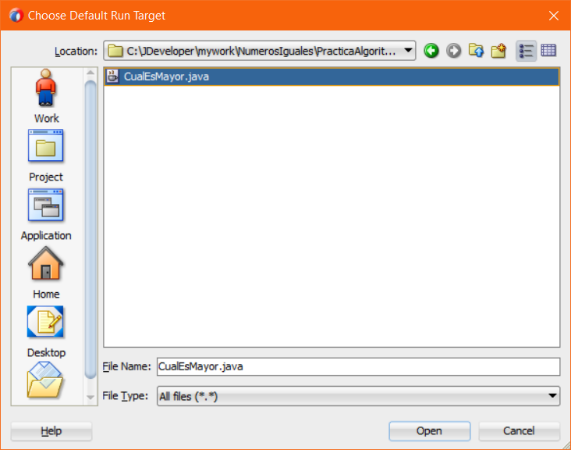 Choose Default Run Target
Location: C:\JDeveloper\mywork\NumerosIguales\PracticaAlgorit...
CualEsMayor.java
Work
Project
Application
Home
Desktop
File Name: CualEsMayor.java
File Type: All files (*.*)
Help Open Cancel